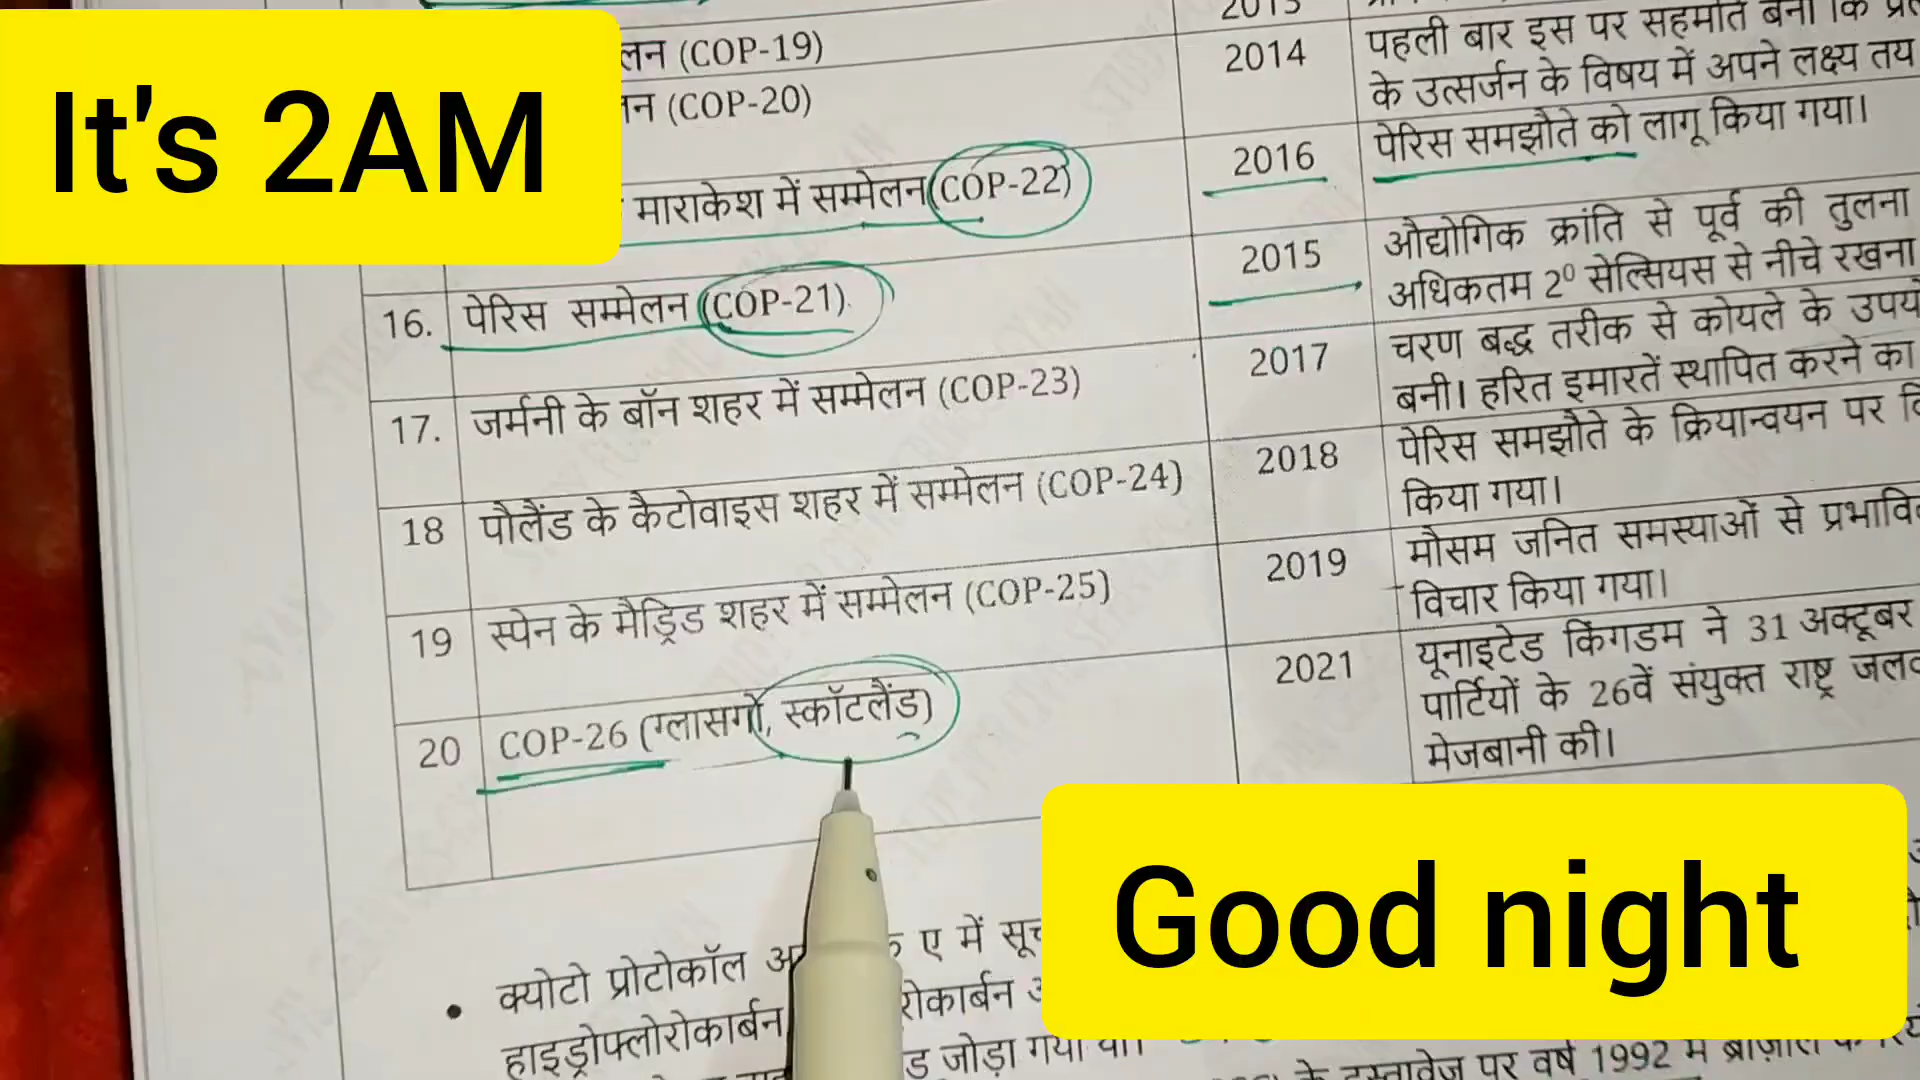 It's 2AM
2013
लन (COP-19)
2014
पहली बार इस पर सहमति बनी कि
न (COP-20)
के उत्सर्जन के विषय में अपने लक्ष्य तय
माराकेश में सम्मेलन(COP-22)
2016
पेरिस समझौते को लागू किया गया।
16. पेरिस सम्मेलन (COP-21).
2015
औद्योगिक क्रांति से पूर्व की तुलना
अधिकतम 2⁰ सेल्सियस से नीचे रखना
17. जर्मनी के बॉन शहर में सम्मेलन (COP-23)
2017
चरण बद्ध तरीक से कोयले के
बनी। हरित इमारतें स्थापित करने का
18 पौलैंड के कैटोवाइस शहर में सम्मेलन (COP-24)
2018
पेरिस समझौते के क्रियान्वयन पर
किया गया।
19 स्पेन के मैड्रिड शहर में सम्मेलन (COP-25)
2019
मौसम जनित समस्याओं से
विचार किया गया।
20 COP-26 (ग्लासगो, स्कॉटलैंड)
2021
यूनाइटेड किंगडम ने 31 अक्टूबर
पार्टियों के 26वें संयुक्त राष्ट्र
मेजबानी की।
Good night
• क्योटो प्रोटोकॉल ए में
हाइड्रोफ्लोरोकार्बन रोकार्बन
ड जोड़ा गया था।
के दस्तावेज पर वर्ष 1992 में ब्राज़ील